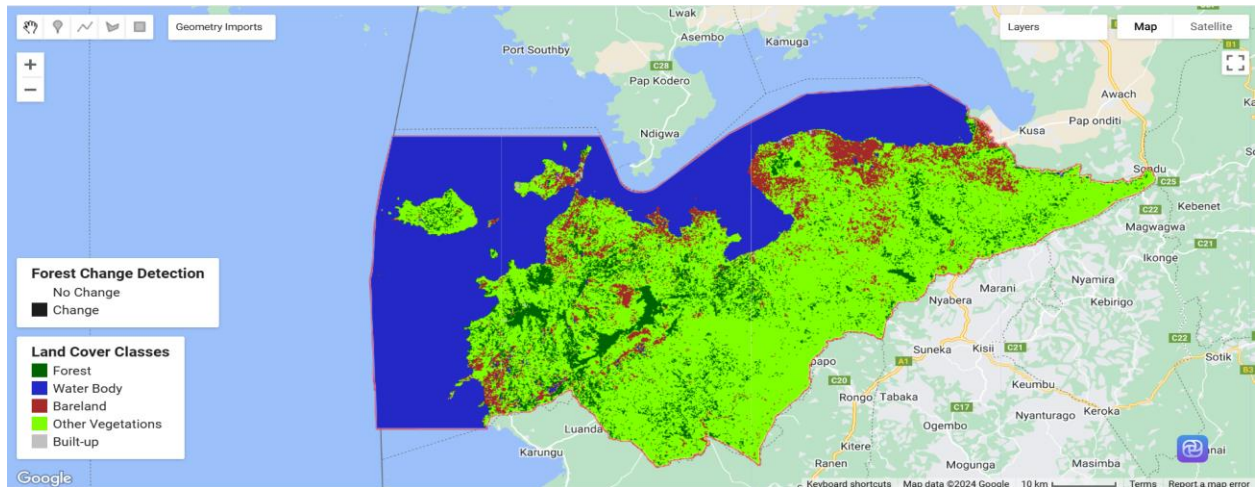 Geometry Imports
Layers
Map
Satellite
+
−
Lwak
Asembo
Kamuga
Port Southby
C28
Pap Kodero
Ndigwa
B1
Awach
Pap onditi
Kusa
Sondu
C25
Kebenet
C22
Magwagwa
C21
Ikonge
Nyamira
Marani
Kebirigo
Nyabera
C22
Suneka
Kisii
C21
A1
Sotik
B3
C20
Keumbu
Rongo
Tabaka
Keroka
C17
Nyanturago
Ogembo
Luanda
Kitere
Karungu
Ranen
Mogunga
Masimba
Forest Change Detection
No Change
Change
Land Cover Classes
Forest
Water Body
Bareland
Other Vegetations
Built-up
Google
Keyboard shortcuts
Map data ©2024 Google
10 km
Terms
Report a map error